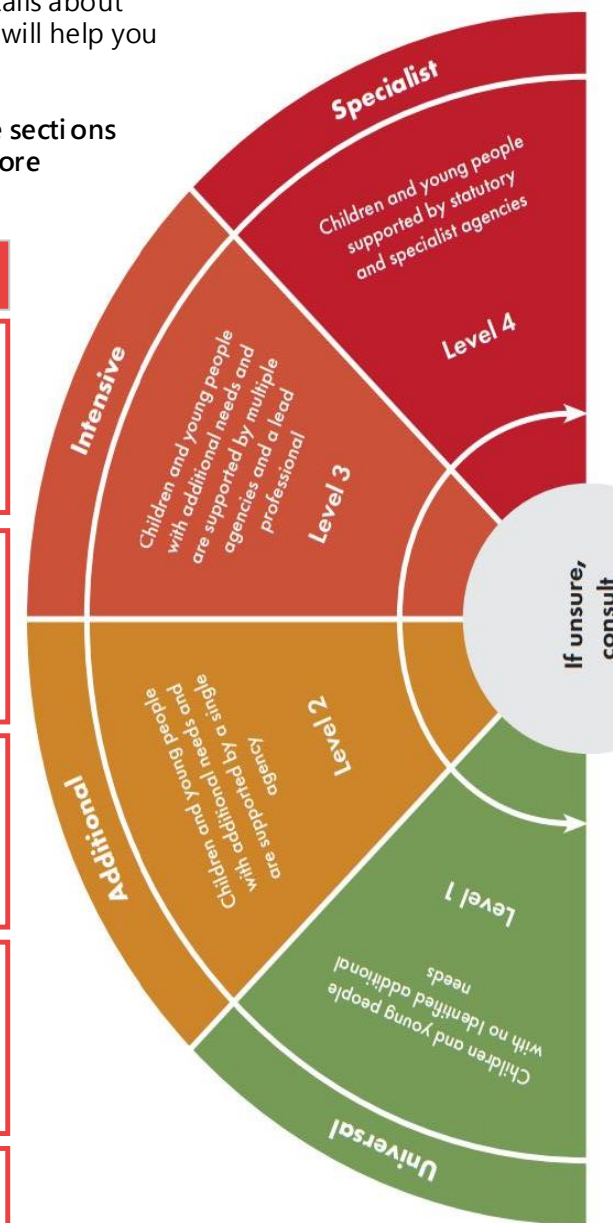 ails about
will help you
e sections
ore
Specialist
Children and young people
supported by statutory
and specialist agencies
Level 4
Intensive
Children and young people
with additional needs and
are supported by multiple
agencies and a lead
professional
Level 3
Additional
Children and young people
with additional needs and
are supported by a single
agency
Level 2
Universal
Children and young people
with no Identified additional
needs
Level 1
If unsure,
consult